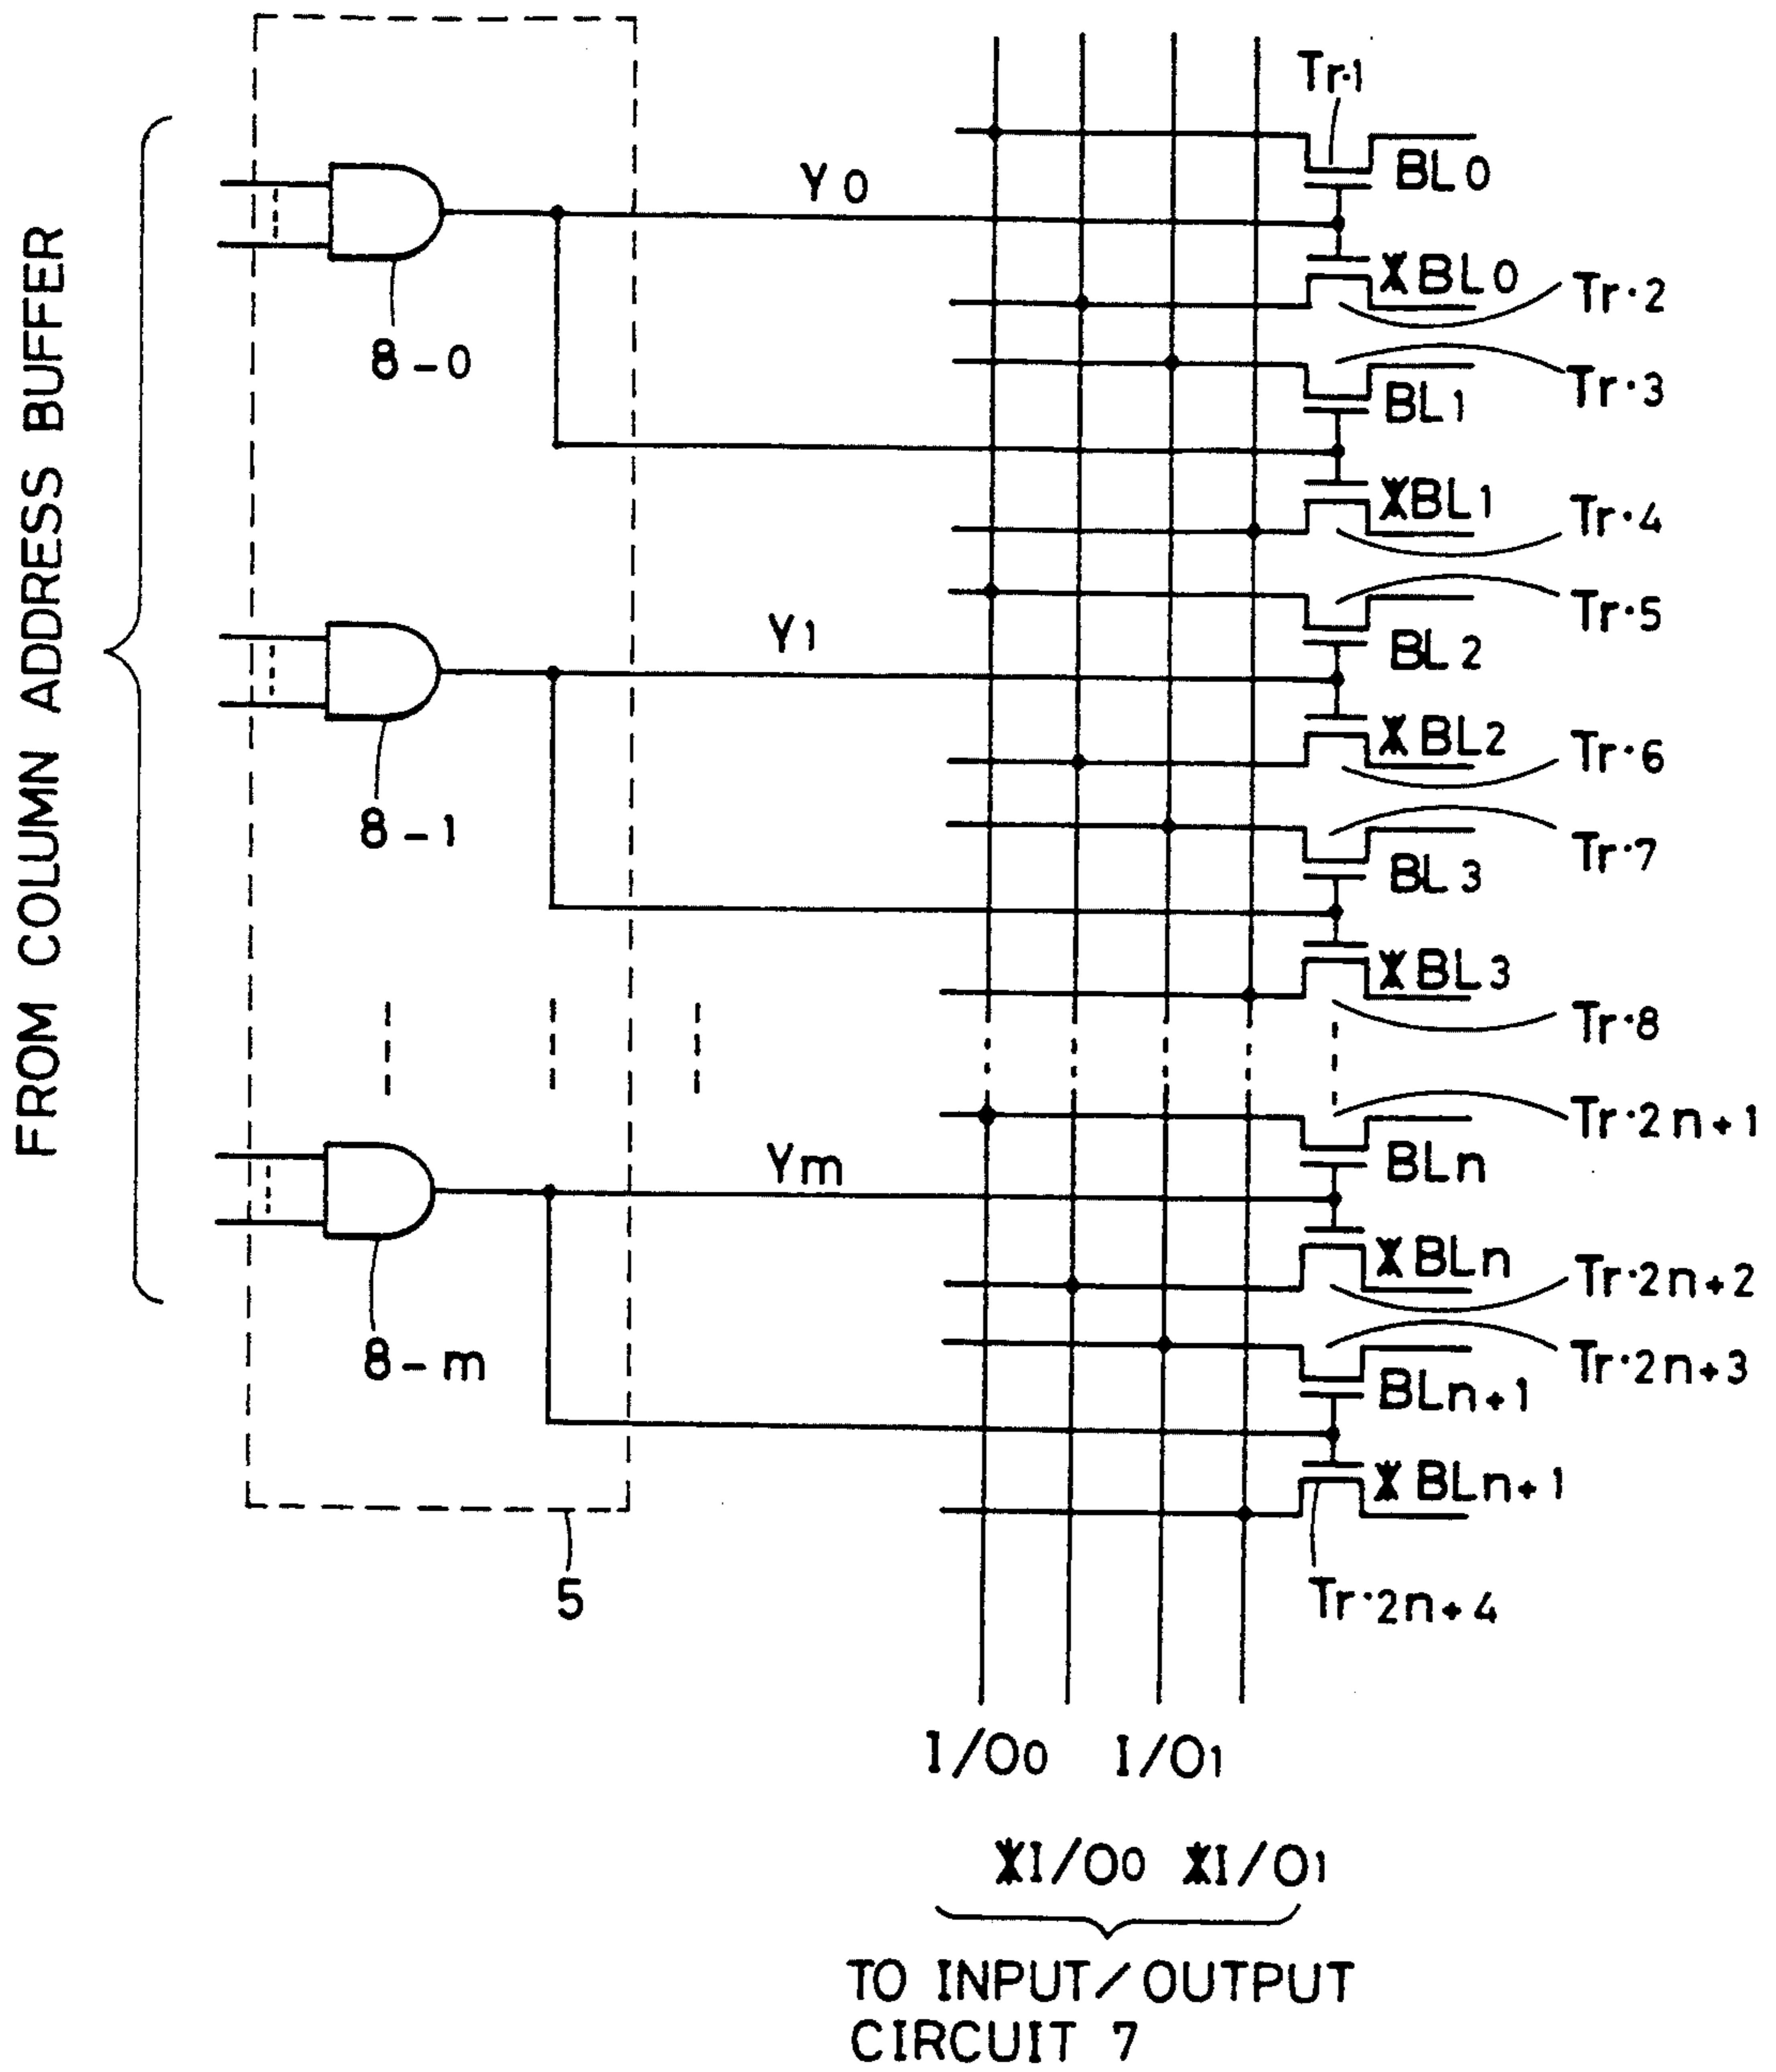 FROM COLUMN ADDRESS BUFFER
Tr·1
BL0
Y0
XBL0
Tr·2
8-0
Tr·3
BL1
XBL1
Tr·4
Tr·5
Y1
BL2
XBL2
Tr·6
8-1
Tr·7
BL3
XBL3
Tr·8
Tr·2n+1
Ym
BLn
XBLn
Tr·2n+2
8-m
Tr·2n+3
BLn+1
XBLn+1
5
Tr·2n+4
I/O0 I/O1
XI/O0 XI/O1
TO INPUT/OUTPUT
CIRCUIT 7